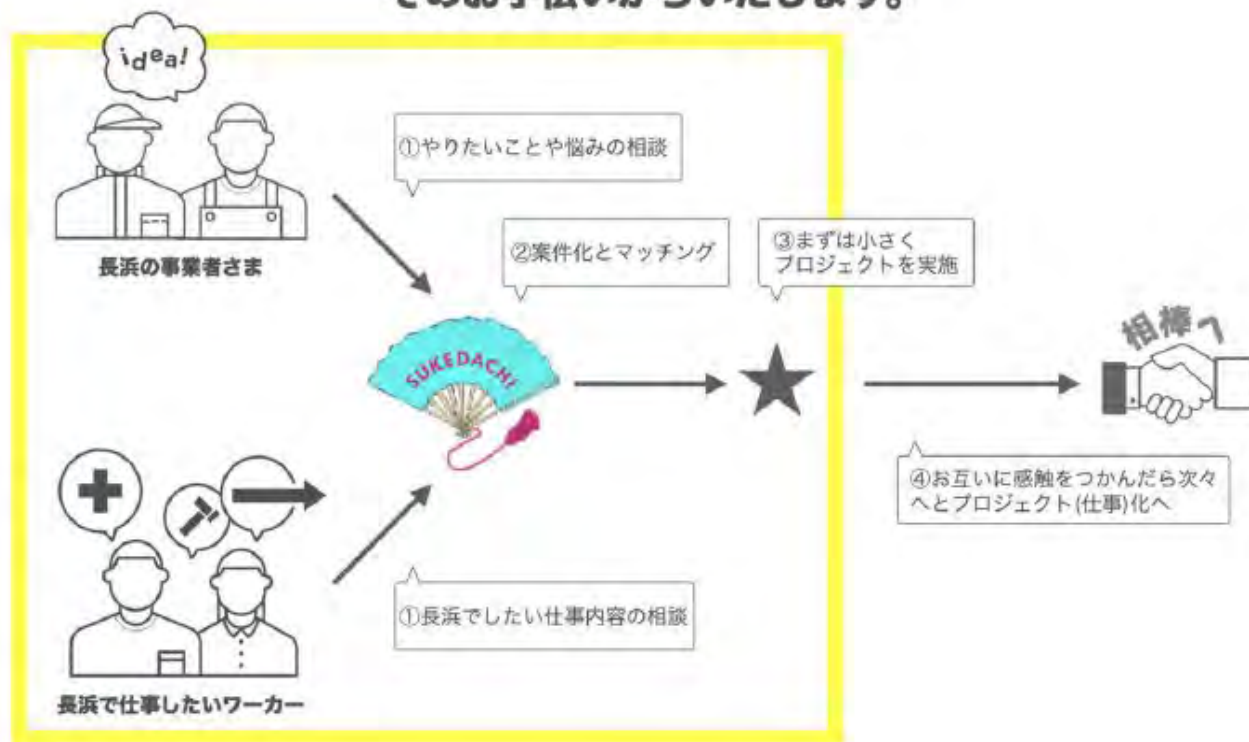 そのお手伝いからいたします。
idea!
①やりたいことや悩みの相談
長浜の事業者さま
②案件化とマッチング
③まずは小さく
プロジェクトを実施
SUKEDACHI
相棒へ
④お互いに感触をつかんだら次々
へとプロジェクト(仕事)化へ
①長浜でしたい仕事内容の相談
長浜で仕事したいワーカー